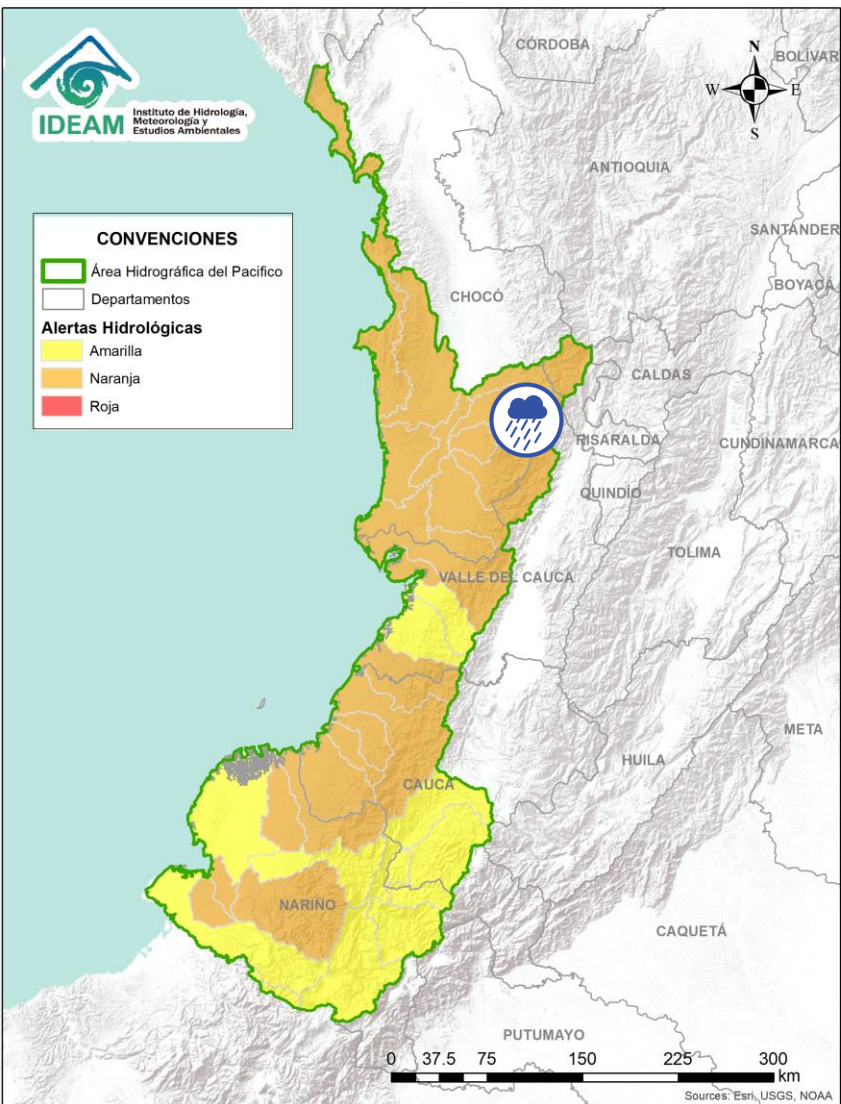 IDEAM
Instituto de Hidrología,
Meteorología y
Estudios Ambientales
CÓRDOBA
N
BOLÍVAR
W
E
S
ANTIOQUIA
SANTANDER
CONVENCIONES
Área Hidrográfica del Pacifico
Departamentos
Alertas Hidrológicas
Amarilla
Naranja
Roja
BOYACÁ
CHOCÓ
CALDAS
RISARALDA
CUNDINAMARCA
QUINDÍO
TOLIMA
VALLE DEL CAUCA
META
HUILA
CAUCA
NARIÑO
CAQUETÁ
PUTUMAYO
0 37.5 75 150 225 300
km
Sources: Esri, USGS, NOAA